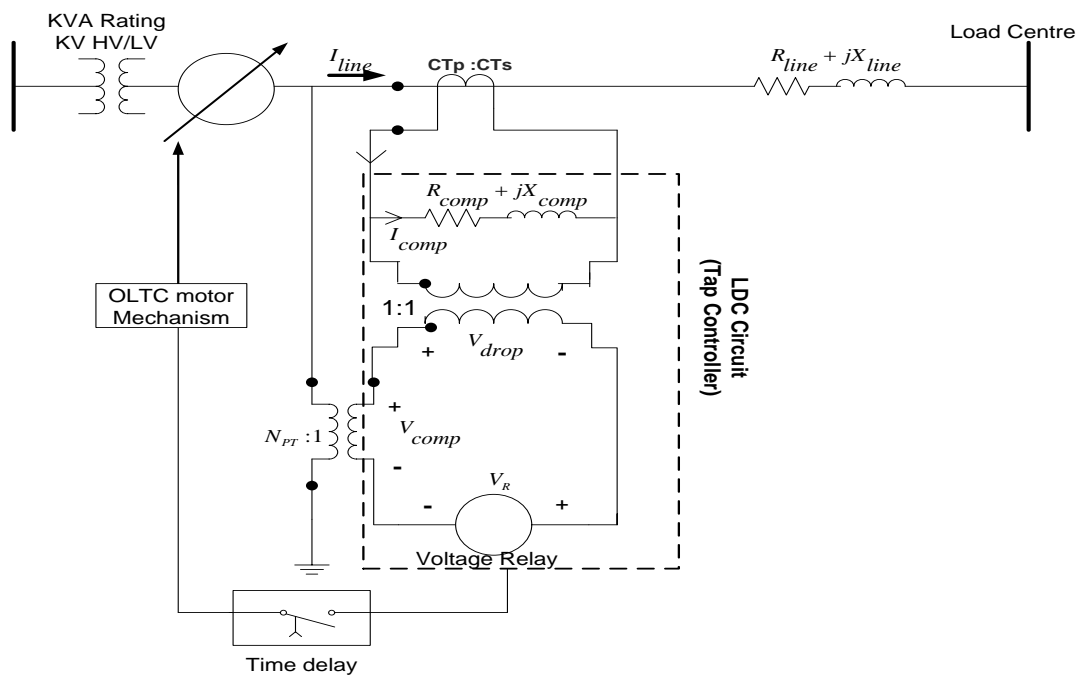 KVA Rating
KV HV/LV
I_line
CTp :CTs
R_line + jX_line
Load Centre
R_comp + jX_comp
I_comp
1:1
V_drop
+ -
LDC Circuit
(Tap Controller)
OLTC motor
Mechanism
N_PT :1
+
V_comp
-
V_R
- +
Voltage Relay
Time delay